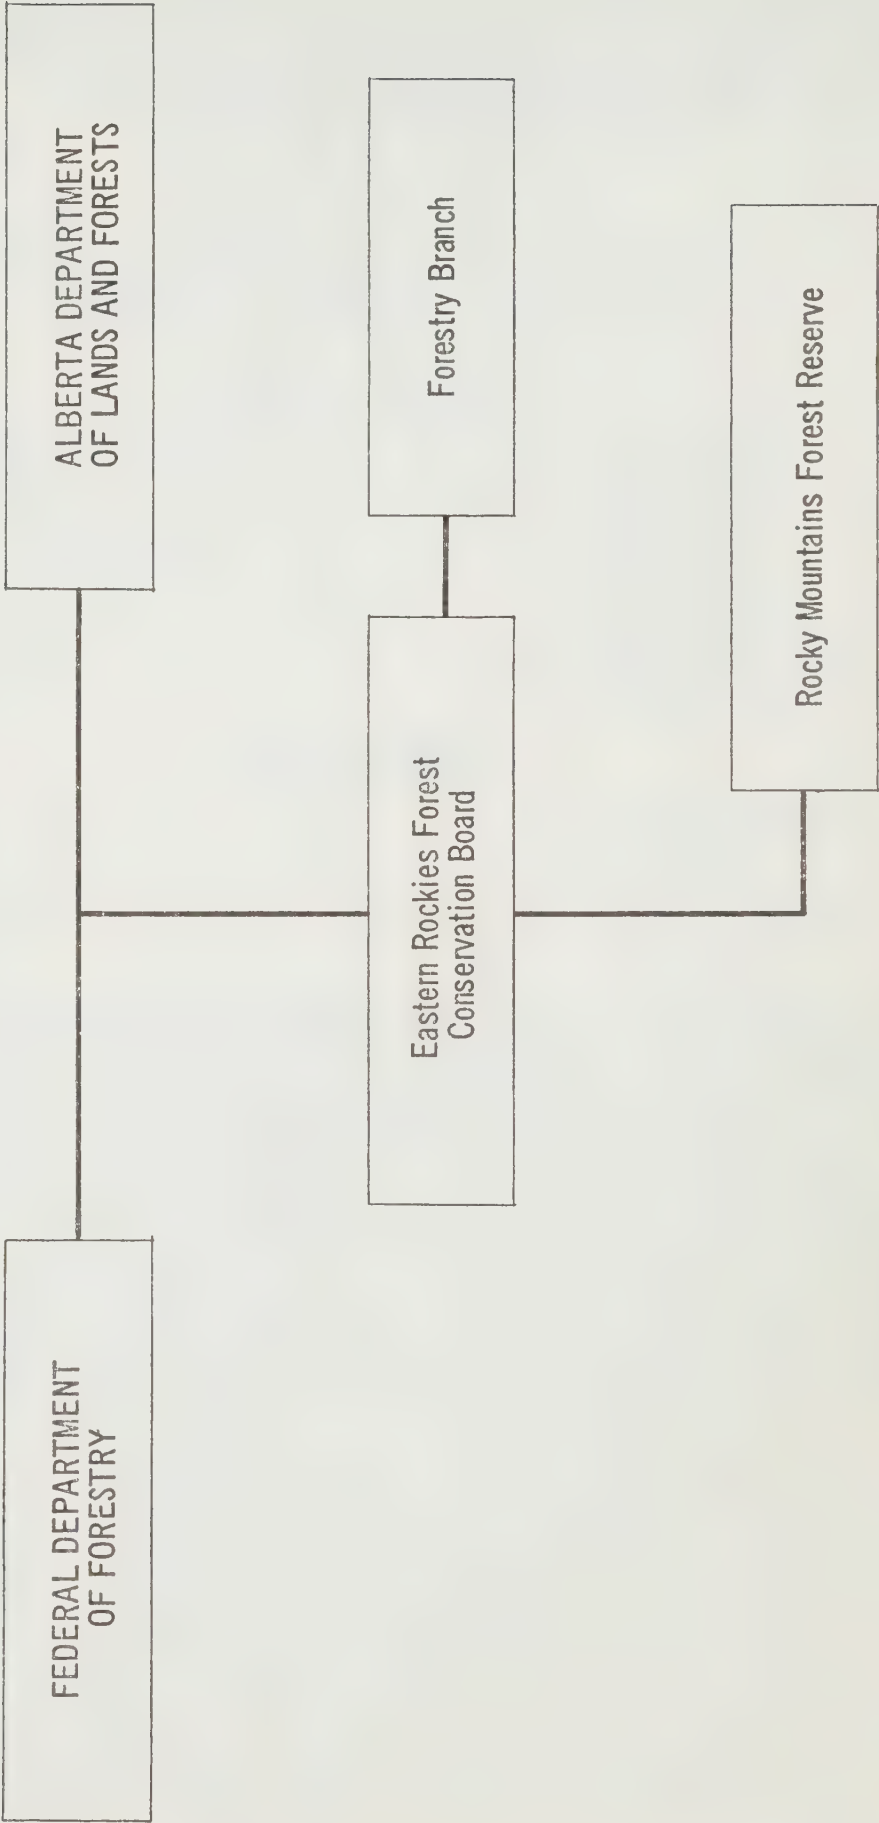 FEDERAL DEPARTMENT
OF FORESTRY
ALBERTA DEPARTMENT
OF LANDS AND FORESTS
Eastern Rockies Forest
Conservation Board
Forestry Branch
Rocky Mountains Forest Reserve